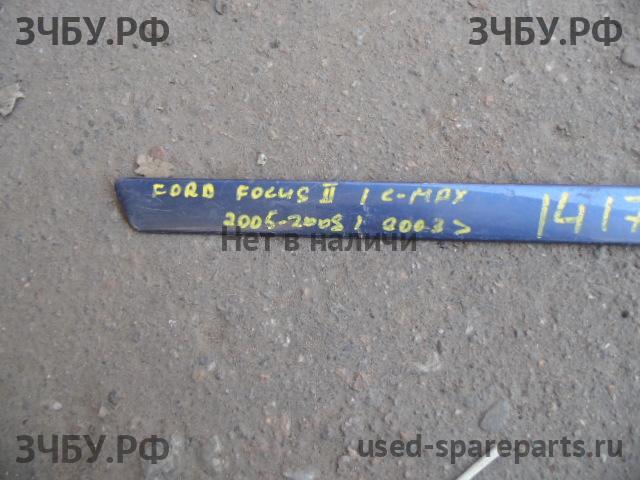 ЗЧБУ.РФ ЗЧБУ.РФ
FORD FOCUS II / C-MAX
2005-2008 / 2003 > 1417
Нет в наличии
ЗЧБУ.РФ used-spareparts.ru